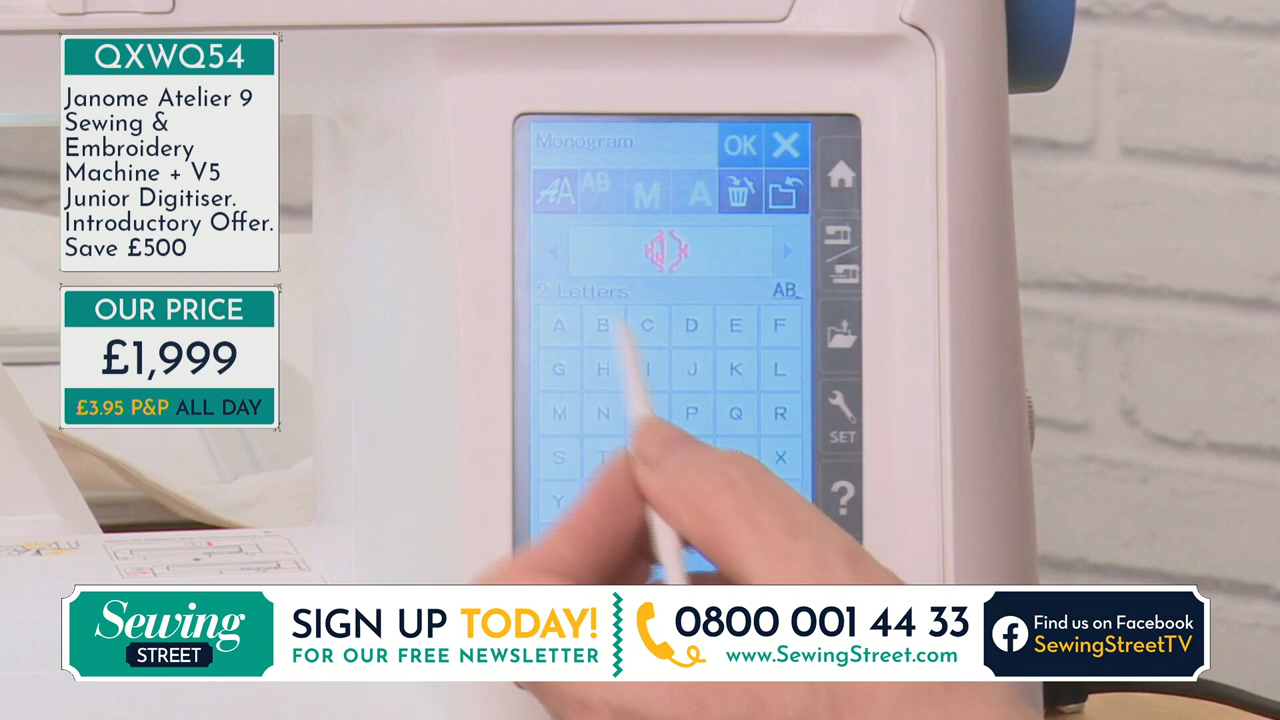 QXWQ54
Janome Atelier 9
Sewing &
Embroidery
Machine + V5
Junior Digitiser.
Introductory Offer.
Save £500
OUR PRICE
£1,999
£3.95 P&P ALL DAY
Monogram
OK
AA
AB
M
A
2 Letters
AB
A B C D E F
G H I J K L
M N P Q R
S T X
Y
SET
?
Sewing
STREET
SIGN UP TODAY!
FOR OUR FREE NEWSLETTER
0800 001 44 33
www.SewingStreet.com
Find us on Facebook
SewingStreetTV